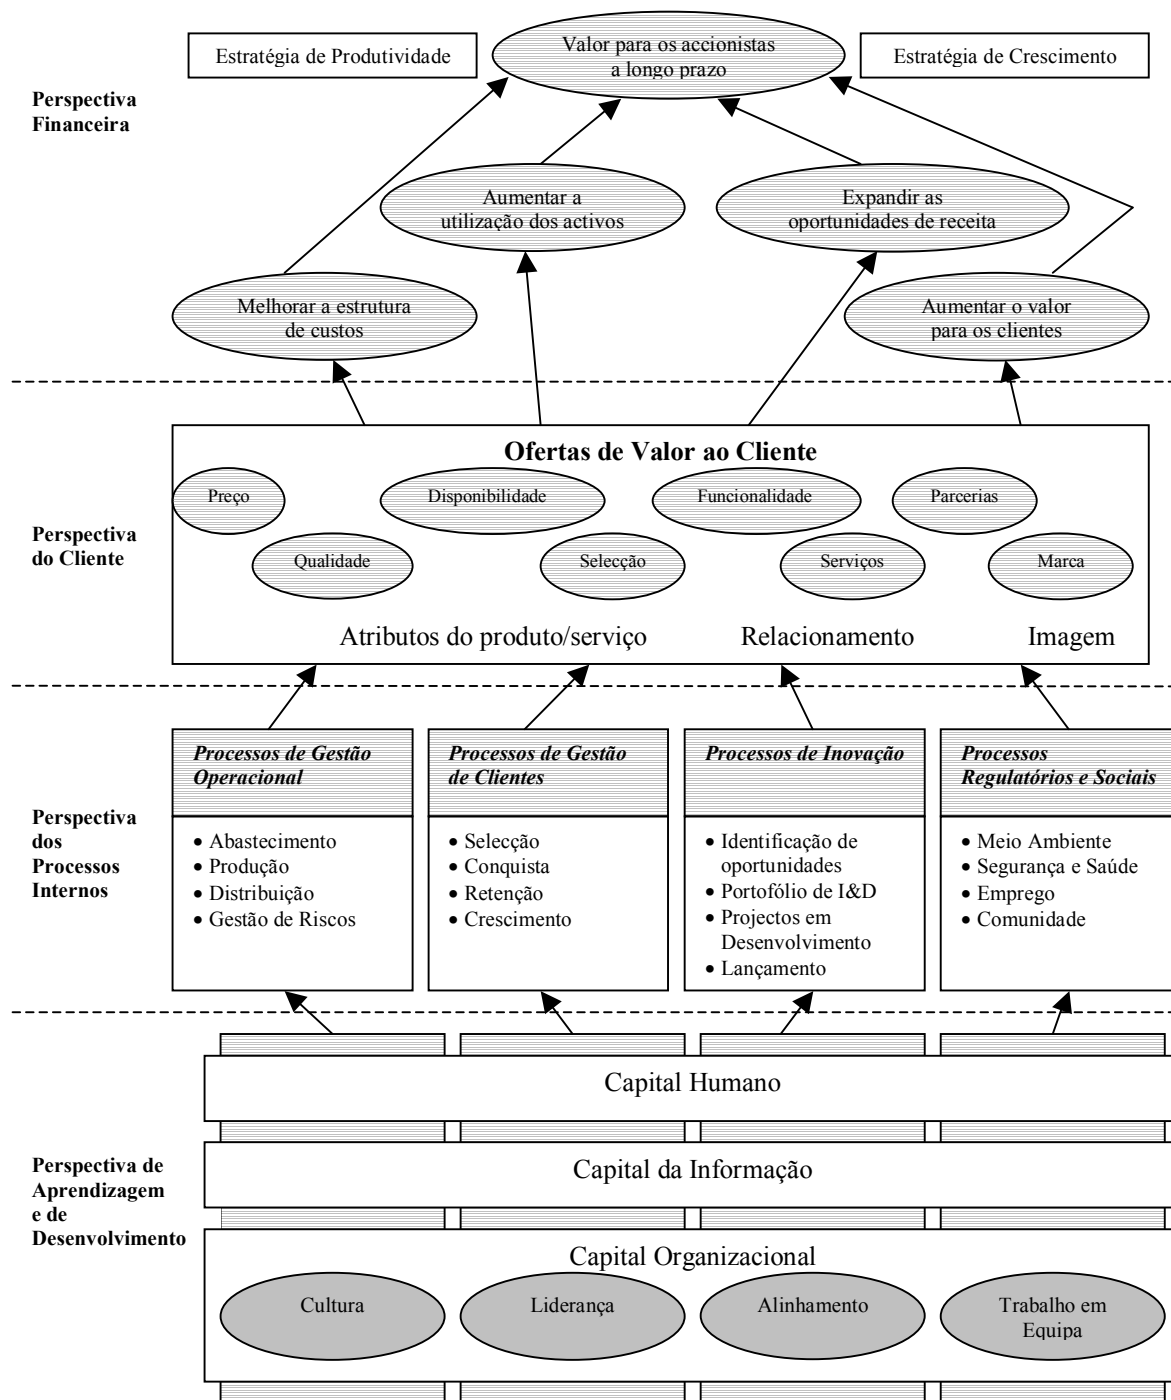 Estratégia de Produtividade
Valor para os accionistas
a longo prazo
Estratégia de Crescimento
Perspectiva
Financeira
Aumentar a
utilização dos activos
Expandir as
oportunidades de receita
Melhorar a estrutura
de custos
Aumentar o valor
para os clientes
Perspectiva
do Cliente
Ofertas de Valor ao Cliente
Preço
Disponibilidade
Funcionalidade
Parcerias
Qualidade
Selecção
Serviços
Marca
Atributos do produto/serviço
Relacionamento
Imagem
Perspectiva
dos
Processos
Internos
Processos de Gestão
Operacional
• Abastecimento
• Produção
• Distribuição
• Gestão de Riscos
Processos de Gestão
de Clientes
• Selecção
• Conquista
• Retenção
• Crescimento
Processos de Inovação
• Identificação de
oportunidades
• Portofólio de I&D
• Projectos em
Desenvolvimento
• Lançamento
Processos
Regulatórios e Sociais
• Meio Ambiente
• Segurança e Saúde
• Emprego
• Comunidade
Perspectiva de
Aprendizagem
e de
Desenvolvimento
Capital Humano
Capital da Informação
Capital Organizacional
Cultura
Liderança
Alinhamento
Trabalho em
Equipa